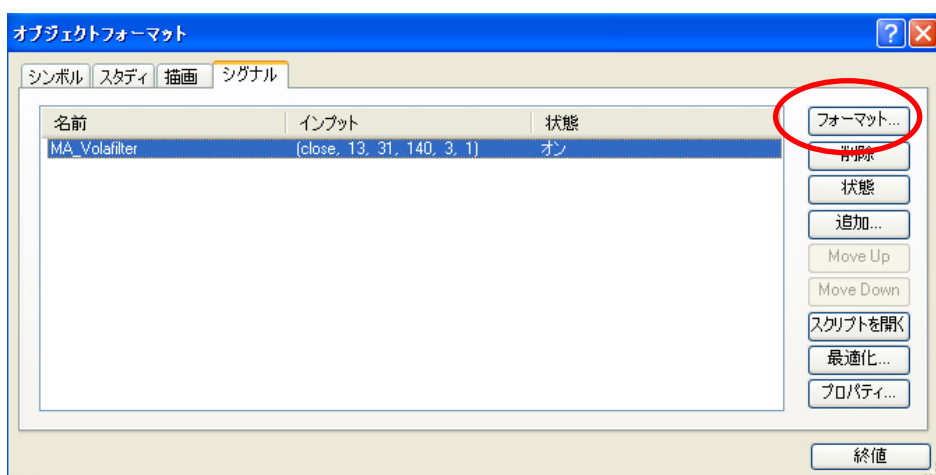 オブジェクトフォーマット
シンボル スタディ 描画 シグナル
名前 インプット 状態
MA_Volafilter (close, 13, 31, 140, 3, 1) オン
フォーマット...
削除
状態
追加...
Move Up
Move Down
スクリプトを開く
最適化...
プロパティ...
終値